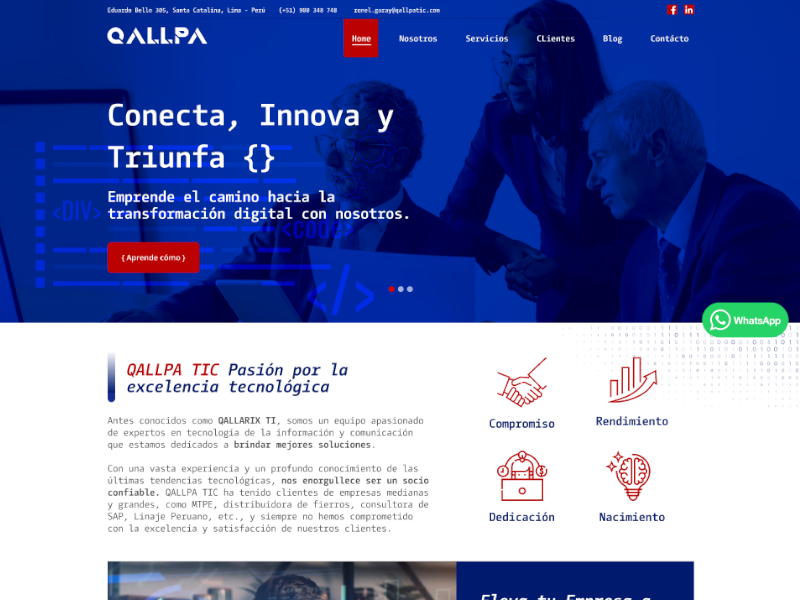 Eduardo Bello 305, Santa Catalina, Lima - Perú (+51) 980 348 748 renel.garay@qallpatic.com
QALLPA
Home Nosotros Servicios CLientes Blog Contácto
Conecta, Innova y
Triunfa {}
Emprende el camino hacia la
transformación digital con nosotros.
{ Aprende cómo }
<DIV>
<code>
</>
WhatsApp
QALLPA TIC Pasión por la
excelencia tecnológica
Antes conocidos como QALLARIX TI, somos un equipo apasionado
de expertos en tecnología de la información y comunicación
que estamos dedicados a brindar mejores soluciones.
Con una vasta experiencia y un profundo conocimiento de las
últimas tendencias tecnológicas, nos enorgullece ser un socio
confiable. QALLPA TIC ha tenido clientes de empresas medianas
y grandes, como MTPE, distribuidora de fierros, consultora de
SAP, Linaje Peruano, etc., y siempre no hemos comprometido
con la excelencia y satisfacción de nuestros clientes.
Compromiso
Rendimiento
Dedicación
Nacimiento
Eleva tu Empresa a